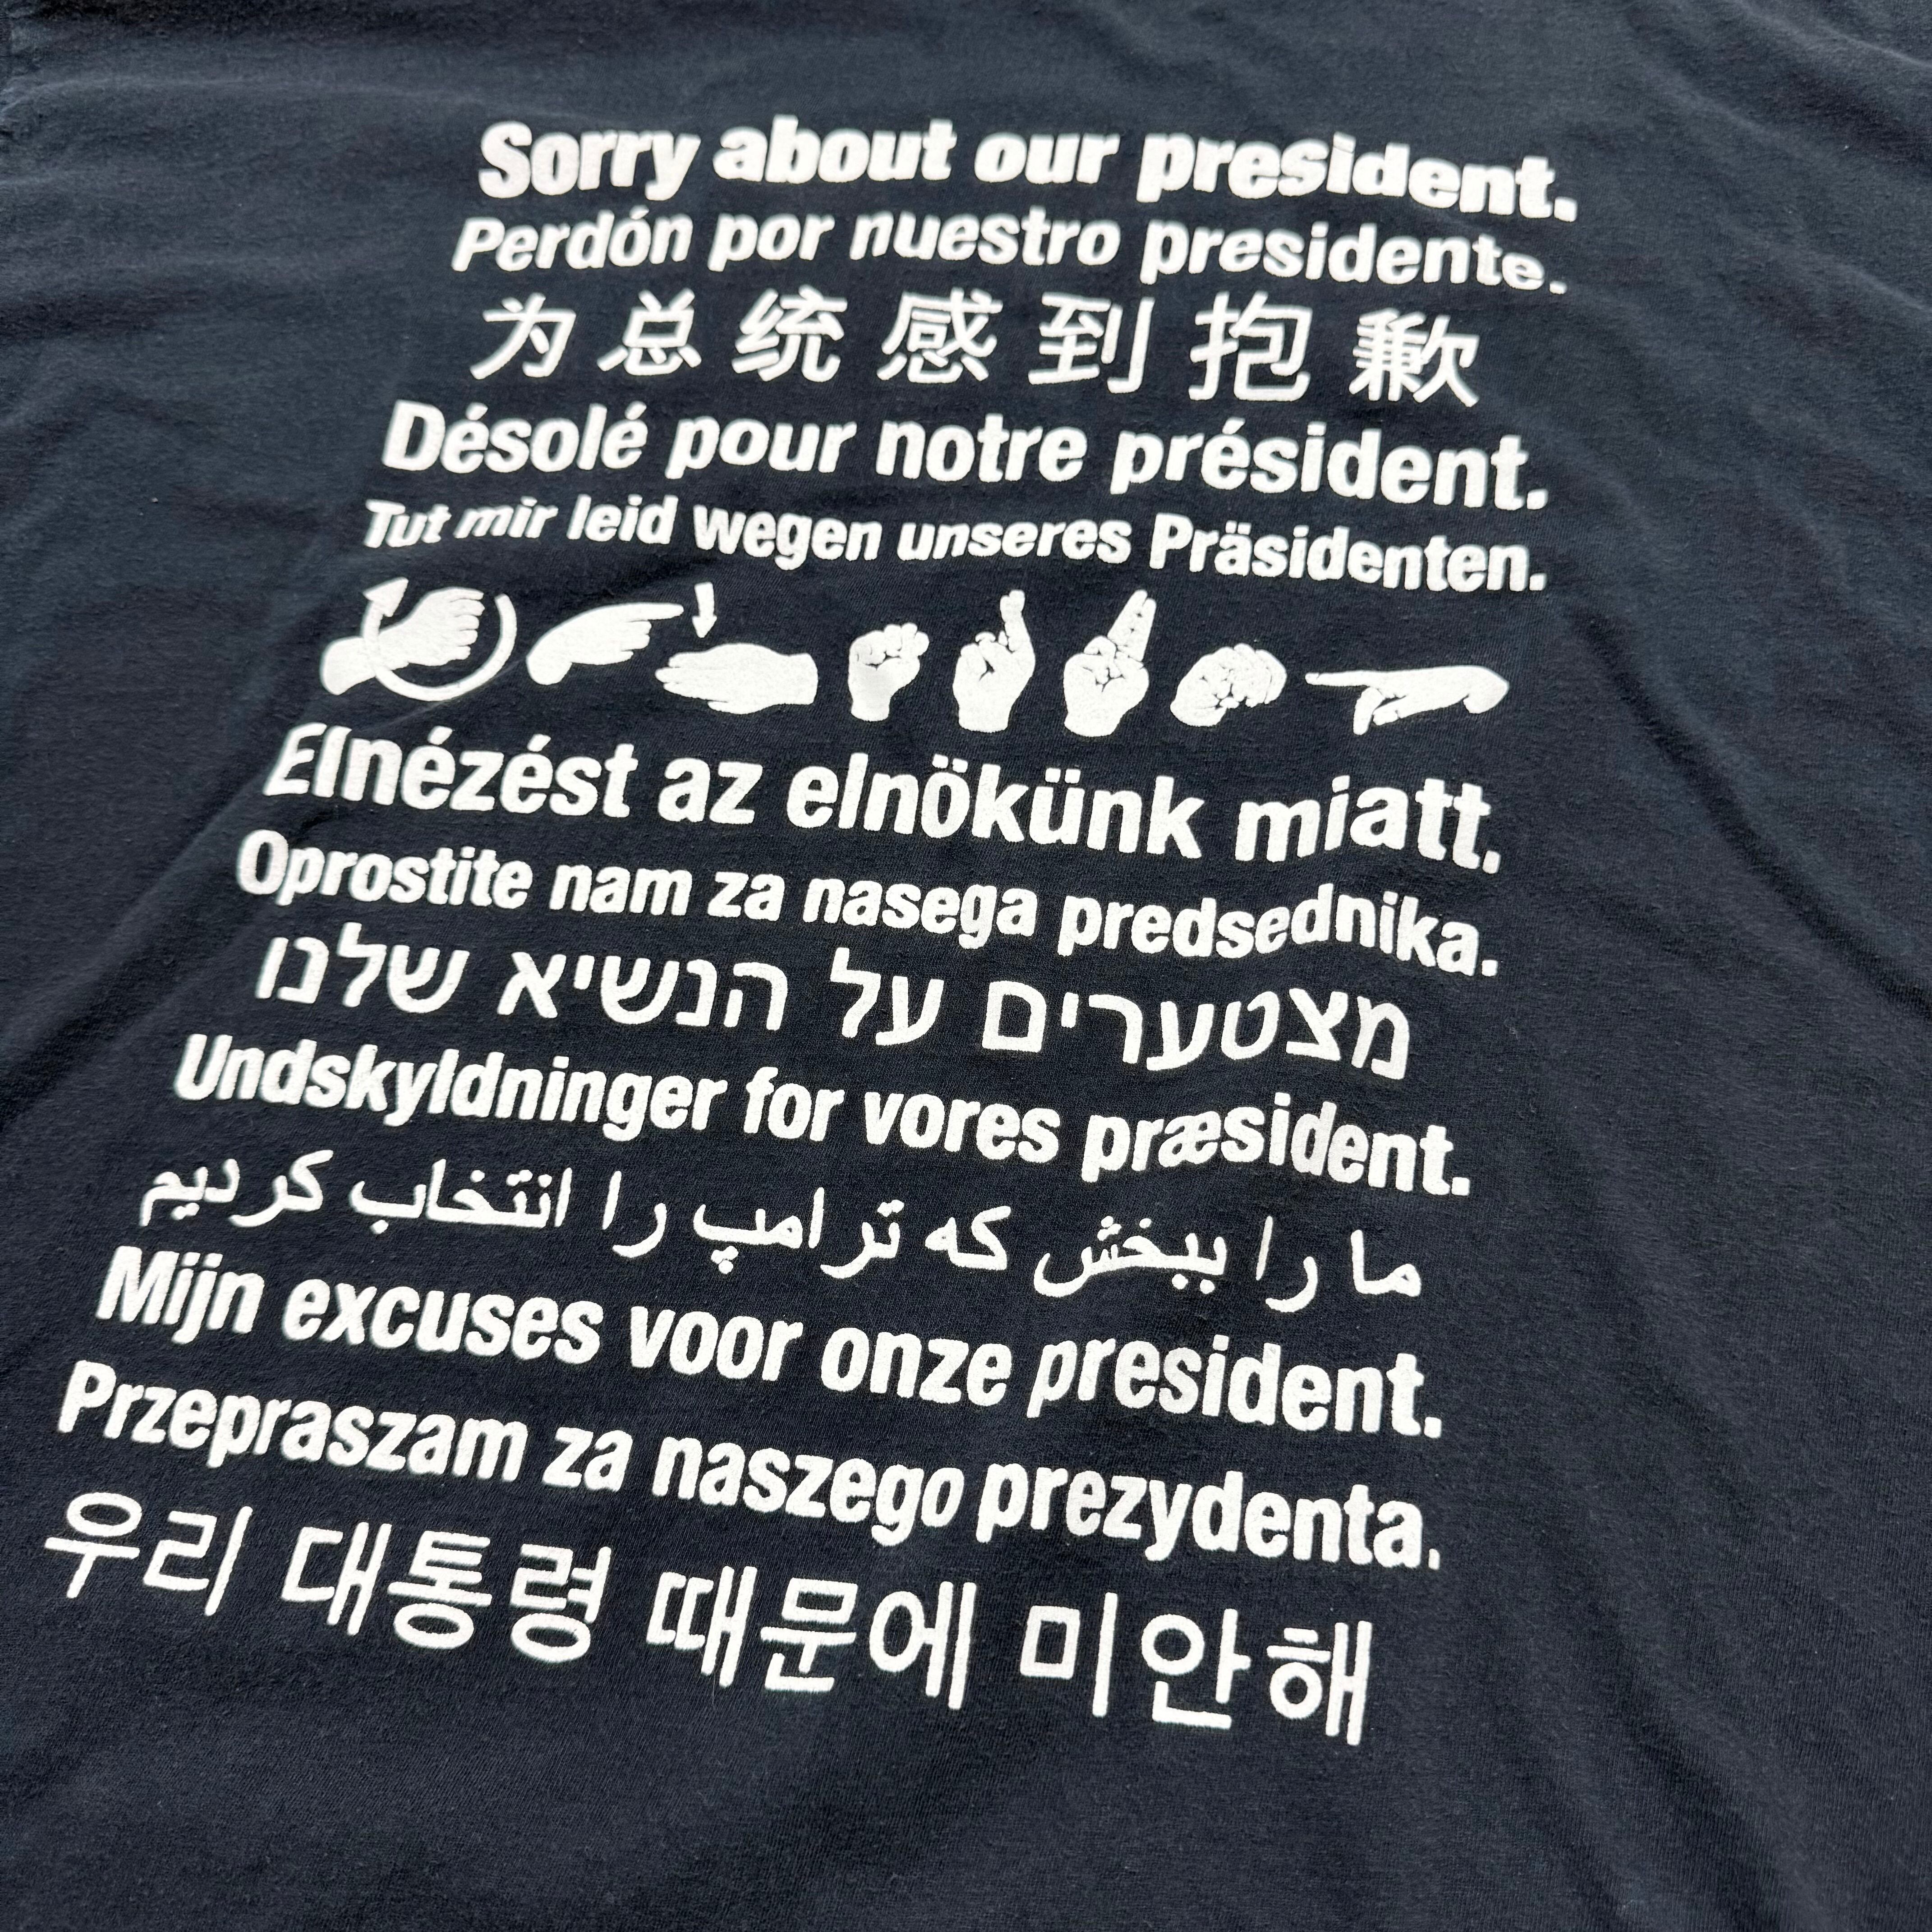 Sorry about our president.
Perdón por nuestro presidente.
为总统感到抱歉
Désolé pour notre président.
Tut mir leid wegen unseres Präsidenten.
Elnézést az elnökünk miatt.
Oprostite nam za nasega predsednika.
מצטערים על הנשיא שלנו
Undskyldninger for vores præsident.
ما را ببخش که ترامپ را انتخاب کردیم
Mijn excuses voor onze president.
Przepraszam za naszego prezydenta.
우리 대통령 때문에 미안해